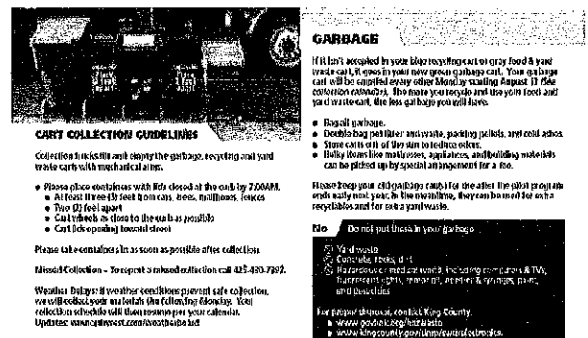 CART COLLECTION GUIDELINES
Collection trucks lift and empty the garbage, recycling and yard
waste carts with mechanical arms.
Please place containers with lids closed at the curb by 7:00AM.
At least three (3) feet from cars, trees, mailboxes, fences
Two (2) feet apart
Cart wheels as close to the curb as possible
Cart lids opening toward street
Please take containers in as soon as possible after collection.
Missed Collection – To report a missed collection call
Weather Delays: If weather conditions prevent safe collection,
we will collect your materials the following Monday. Your
collection schedule will then resume per your calendar.
Updates:
GARBAGE
If it isn't accepted in your blue recycling cart or gray food & yard
waste cart, it goes in your new green garbage cart. Your garbage
cart will be emptied every other Monday starting August (See
collection calendar). The more you recycle and use your food and
yard waste cart, the less garbage you will have.
Bag all garbage.
Double bag pet litter and waste, packing pellets, and cold ashes.
Store carts out of the sun to reduce odors.
Bulky items like mattresses, appliances, and building materials
can be picked up by special arrangement for a fee.
Please keep your old garbage can(s) for use after the pilot program
ends early next year. In the meantime, they can be used for extra
recyclables and for extra yard waste.
No Do not put these in your garbage
Yard waste
Concrete, rocks, dirt
Hazardous or medical waste, including computers & TVs,
fluorescent lights, needles & syringes, paint,
and pesticides
For proper disposal, contact King County.